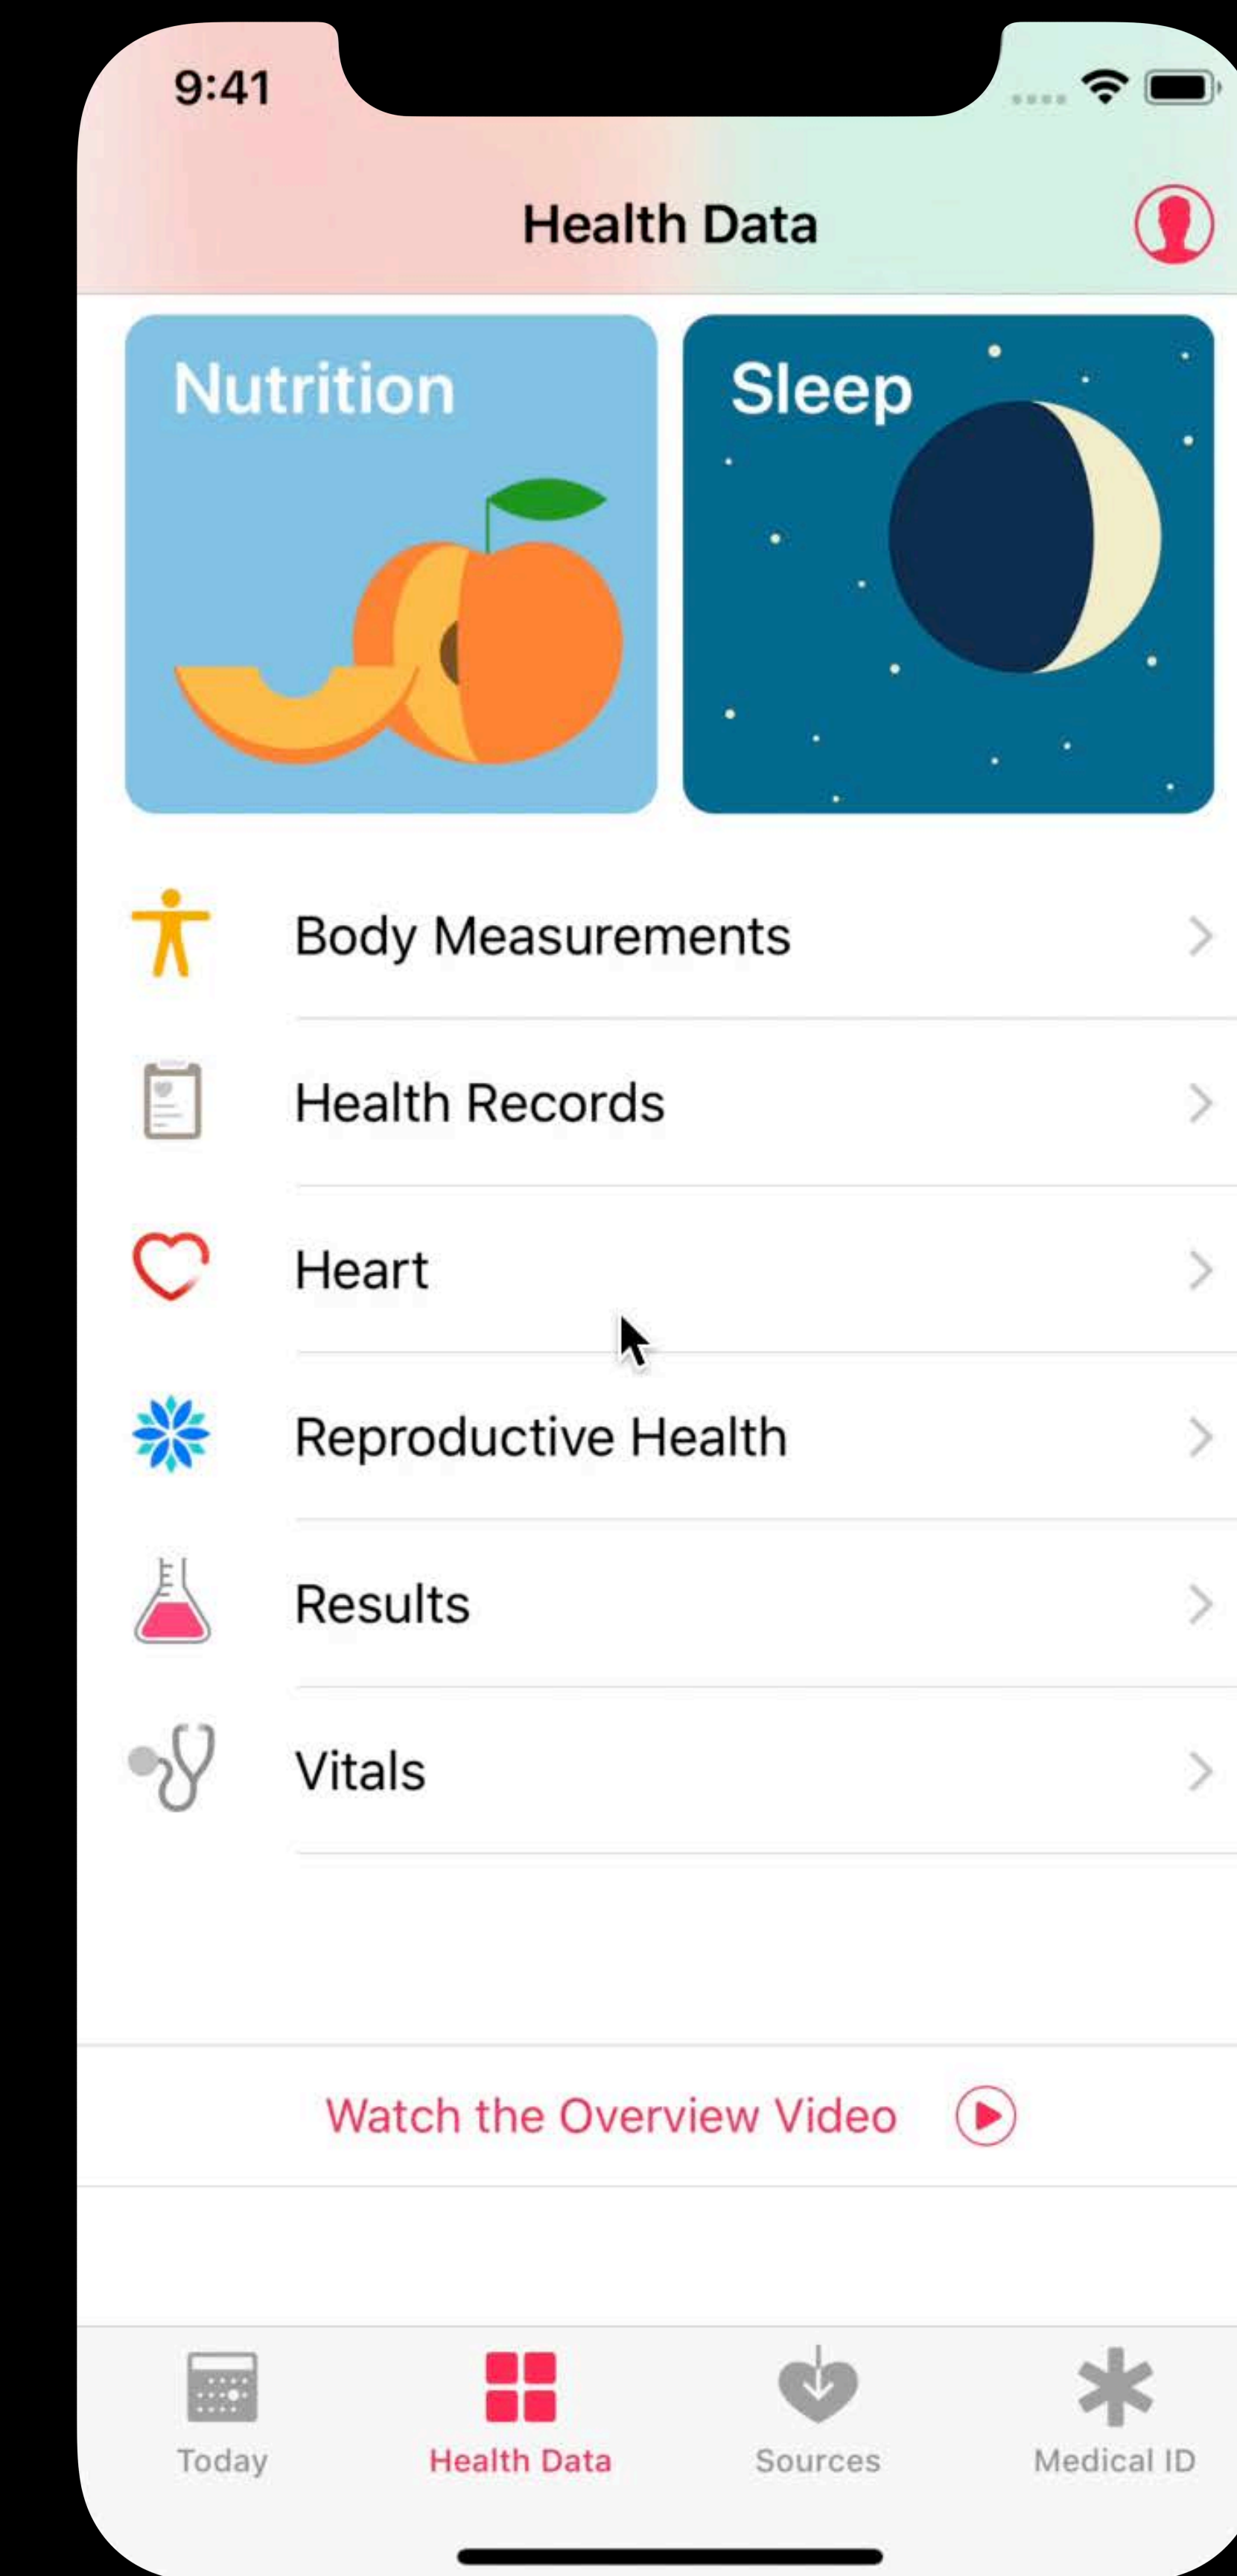 9:41
Health Data
Nutrition
Sleep
Body Measurements
Health Records
Heart
Reproductive Health
Results
Vitals
Watch the Overview Video
Today
Health Data
Sources
Medical ID